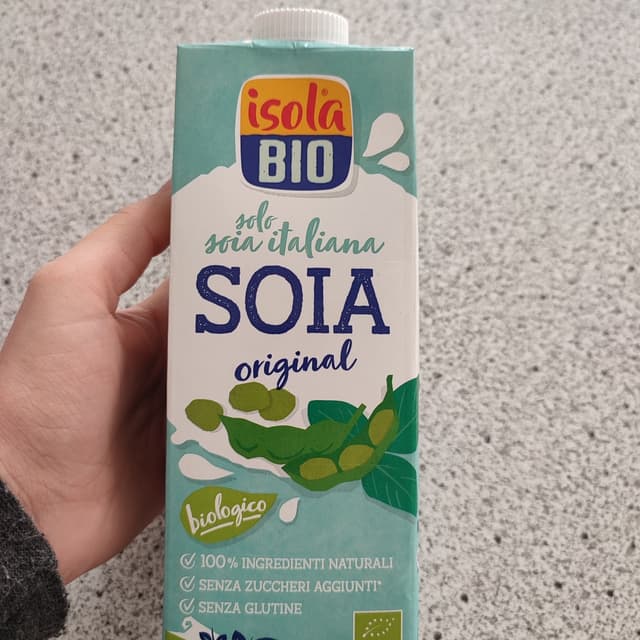 isola
BIO
solo
soia italiana
SOIA
original
biologico
100% INGREDIENTI NATURALI
SENZA ZUCCHERI AGGIUNTI*
SENZA GLUTINE